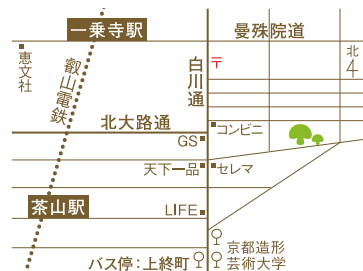 一乗寺駅
曼殊院道
恵文社
叡山電鉄
白川通
〒
北
4
北大路通
コンビニ
GS
天下一品
セレマ
茶山駅
LIFE
バス停:上終町
京都造形
芸術大学